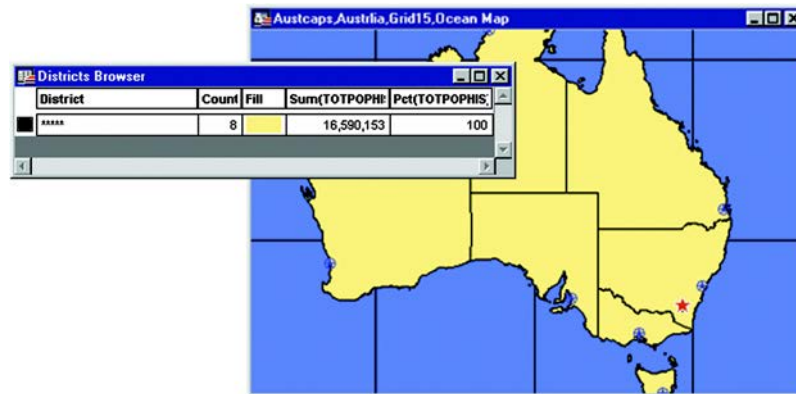 Austcaps,Austrlia,Grid15,Ocean Map
Districts Browser
District Count Fill Sum(TOTPOPHI: Pct(TOTPOPHIS)
***** 8 16,590,153 100